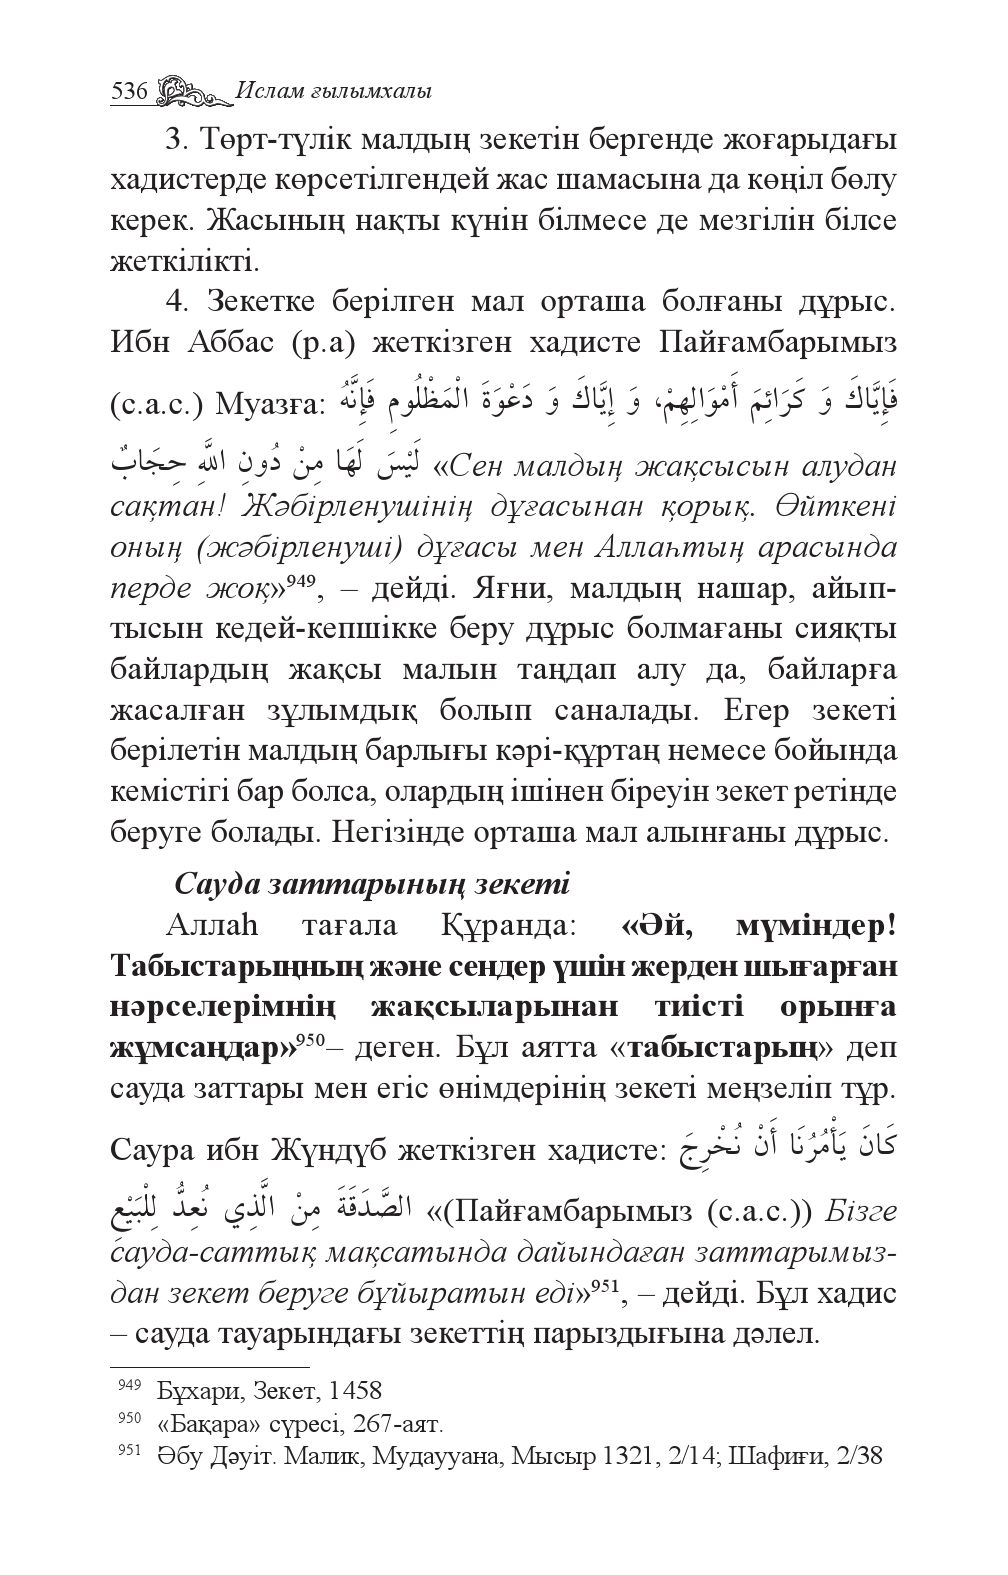 536 Ислам ғылымхалы
3. Төрт-түлік малдың зекетін бергенде жоғарыдағы
хадистерде көрсетілгендей жас шамасына да көңіл бөлу
керек. Жасының нақты күнін білмесе де мезгілін білсе
жеткілікті.
4. Зекетке берілген мал орташа болғаны дұрыс.
Ибн Аббас (р.а) жеткізген хадисте Пайғамбарымыз
(с.а.с.) Муазға: فَإِيَّاكَ وَ كَرَائِمَ أَمْوَالِهِمْ، وَ إِيَّاكَ وَ دَعْوَةَ الْمَظْلُومِ فَإِنَّهُ
لَيْسَ لَهَا مِنْ دُونِ اللَّهِ حِجَابٌ «Сен малдың жақсысын алудан
сақтан! Жәбірленушінің дұғасынан қорық. Өйткені
оның (жәбірленуші) дұғасы мен Аллаһтың арасында
перде жоқ»949, – дейді. Яғни, малдың нашар, айып-
тысын кедей-кепшікке беру дұрыс болмағаны сияқты
байлардың жақсы малын таңдап алу да, байларға
жасалған зұлымдық болып саналады. Егер зекеті
берілетін малдың барлығы кәрі-құртаң немесе бойында
кемістігі бар болса, олардың ішінен біреуін зекет ретінде
беруге болады. Негізінде орташа мал алынғаны дұрыс.
Сауда заттарының зекеті
Аллаһ тағала Құранда: «Әй, мүміндер!
Табыстарыңның және сендер үшін жерден шығарған
нәрселерімнің жақсыларынан тиісті орынға
жұмсаңдар»950– деген. Бұл аятта «табыстарың» деп
сауда заттары мен егіс өнімдерінің зекеті меңзеліп тұр.
Саура ибн Жүндүб жеткізген хадисте: كَانَ يَأْمُرُنَا أَنْ نُخْرِجَ
الصَّدَقَةَ مِنْ الَّذِي نُعِدُّ لِلْبَيْعِ «(Пайғамбарымыз (с.а.с.)) Бізге
сауда-саттық мақсатында дайындаған заттарымыз-
дан зекет беруге бұйыратын еді»951, – дейді. Бұл хадис
– сауда тауарындағы зекеттің парыздығына дәлел.
949 Бұхари, Зекет, 1458
950 «Бақара» сүресі, 267-аят.
951 Әбу Дәуіт. Малик, Мудаууана, Мысыр 1321, 2/14; Шафиғи, 2/38